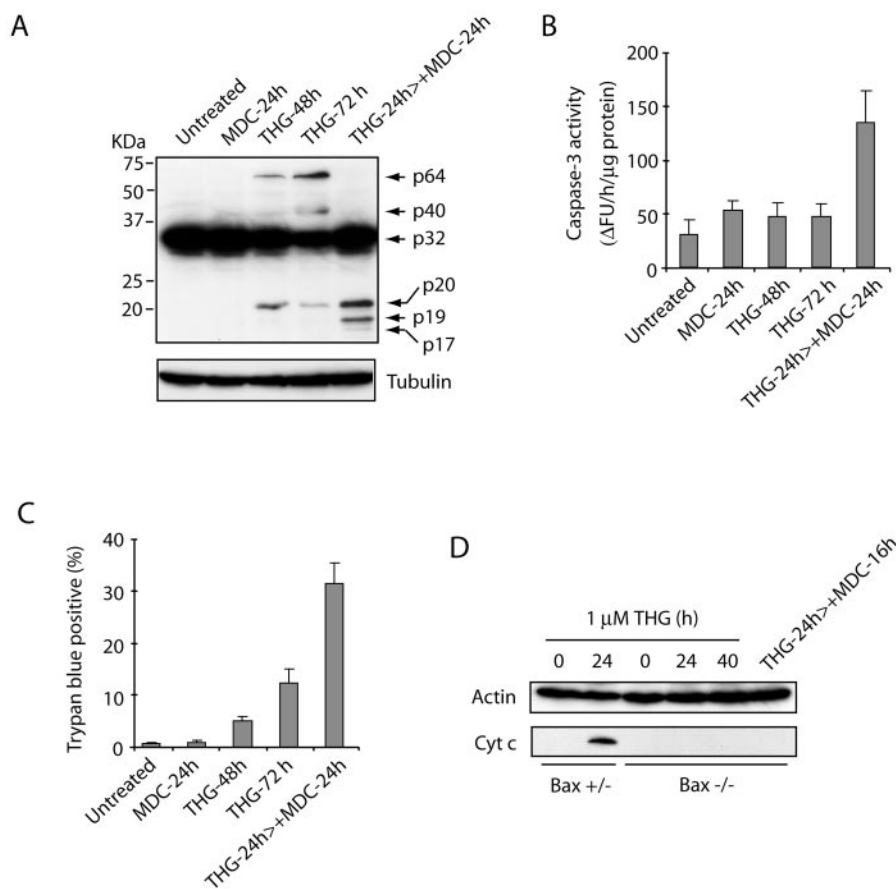 A
Untreated
MDC-24h
THG-48h
THG-72 h
THG-24h>+MDC-24h
KDa
75
50
37
25
20
p64
p40
p32
p20
p19
p17
Tubulin
B
Caspase-3 activity
(ΔFU/h/µg protein)
200
150
100
50
0
Untreated
MDC-24h
THG-48h
THG-72 h
THG-24h>+MDC-24h
C
Trypan blue positive (%)
40
30
20
10
0
Untreated
MDC-24h
THG-48h
THG-72 h
THG-24h>+MDC-24h
D
1 µM THG (h)
THG-24h>+MDC-16h
0 24 0 24 40
Actin
Cyt c
Bax +/- Bax -/-